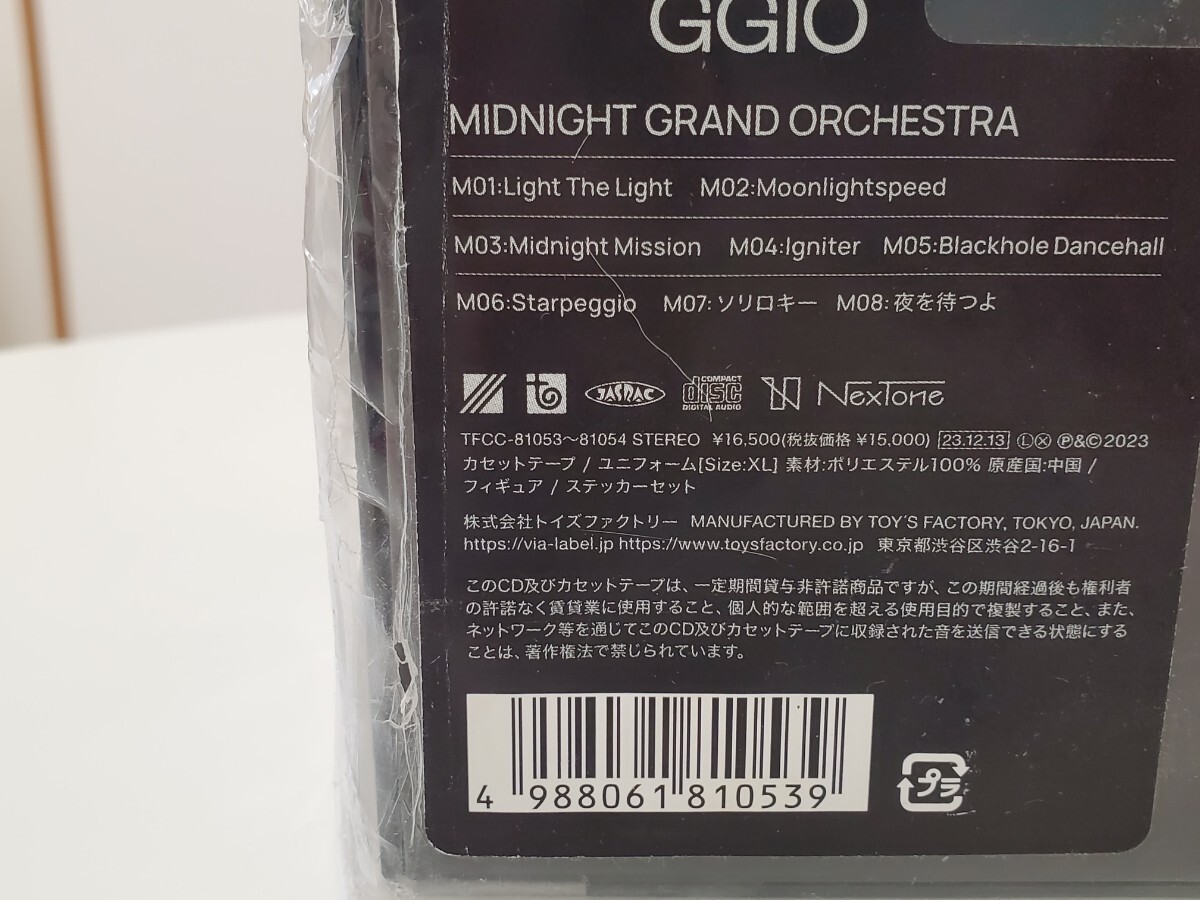 GGIO
MIDNIGHT GRAND ORCHESTRA
M01:Light The Light M02:Moonlightspeed
M03:Midnight Mission M04:Igniter M05:Blackhole Dancehall
M06:Starpeggio M07:ソリロキー M08:夜を待つよ
JASRAC COMPACT disc DIGITAL AUDIO NexTone
TFCC-81053～81054 STEREO ¥16,500(税抜価格 ¥15,000) 23.12.13 Ⓛⓧ ℗&©2023
カセットテープ / ユニフォーム[Size:XL] 素材:ポリエステル100% 原産国:中国 /
フィギュア / ステッカーセット
株式会社トイズファクトリー MANUFACTURED BY TOY'S FACTORY, TOKYO, JAPAN.
https://via-label.jp https://www.toysfactory.co.jp 東京都渋谷区渋谷2-16-1
このCD及びカセットテープは、一定期間貸与非許諾商品ですが、この期間経過後も権利者
の許諾なく賃貸業に使用すること、個人的な範囲を超える使用目的で複製すること、また、
ネットワーク等を通じてこのCD及びカセットテープに収録された音を送信できる状態にする
ことは、著作権法で禁じられています。
4 988061 810539
プラ